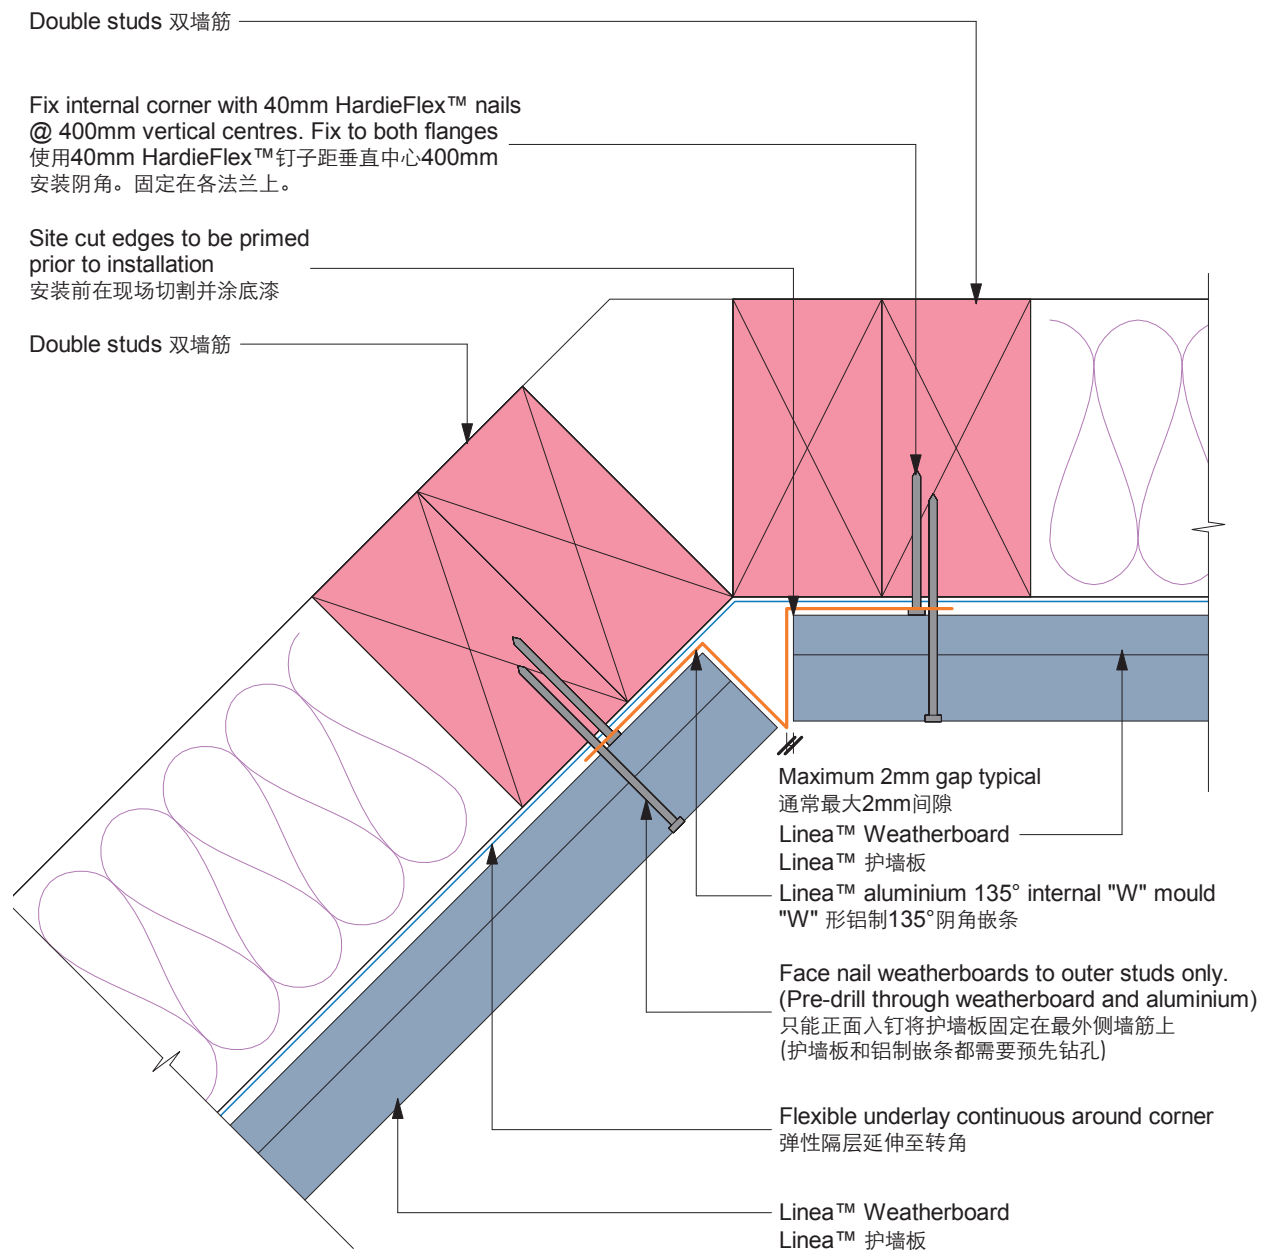 Double studs 双墙筋
Fix internal corner with 40mm HardieFlex™ nails
@ 400mm vertical centres. Fix to both flanges
使用40mm HardieFlex™钉子距垂直中心400mm
安装阴角。固定在各法兰上。
Site cut edges to be primed
prior to installation
安装前在现场切割并涂底漆
Double studs 双墙筋
Maximum 2mm gap typical
通常最大2mm间隙
Linea™ Weatherboard
Linea™ 护墙板
Linea™ aluminium 135° internal "W" mould
"W" 形铝制135°阴角嵌条
Face nail weatherboards to outer studs only.
(Pre-drill through weatherboard and aluminium)
只能正面入钉将护墙板固定在最外侧墙筋上
(护墙板和铝制嵌条都需要预先钻孔)
Flexible underlay continuous around corner
弹性隔层延伸至转角
Linea™ Weatherboard
Linea™ 护墙板